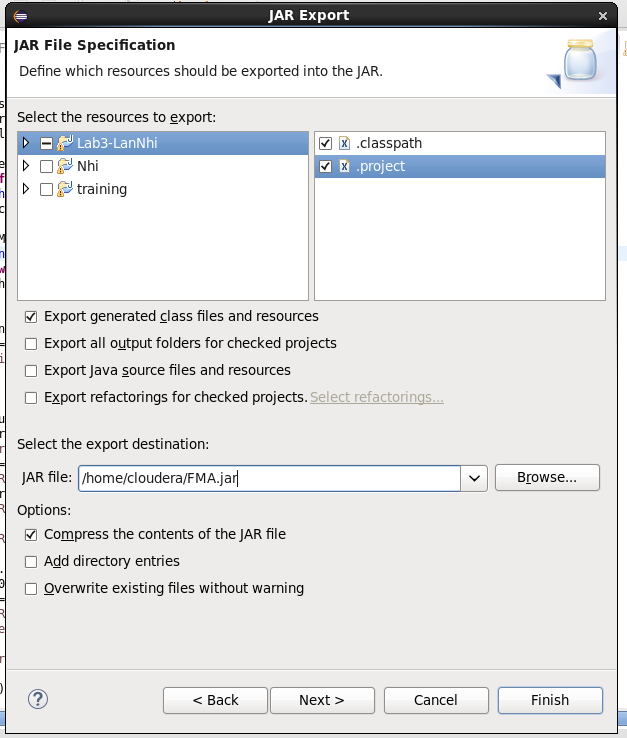 JAR Export
JAR File Specification
Define which resources should be exported into the JAR.
Select the resources to export:
Lab3-LanNhi
Nhi
training
.classpath
.project
Export generated class files and resources
Export all output folders for checked projects
Export Java source files and resources
Export refactorings for checked projects. Select refactorings...
Select the export destination:
JAR file: /home/cloudera/FMA.jar Browse...
Options:
Compress the contents of the JAR file
Add directory entries
Overwrite existing files without warning
? < Back Next > Cancel Finish